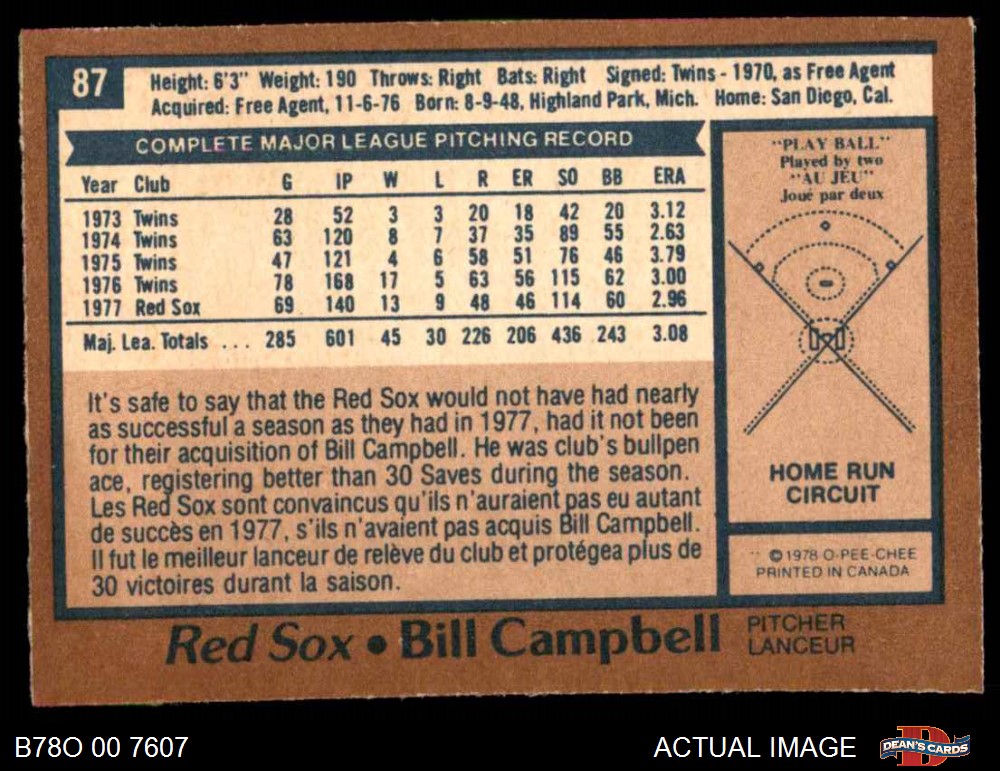 87
Height: 6'3" Weight: 190 Throws: Right Bats: Right Signed: Twins - 1970, as Free Agent
Acquired: Free Agent, 11-6-76 Born: 8-9-48, Highland Park, Mich. Home: San Diego, Cal.
COMPLETE MAJOR LEAGUE PITCHING RECORD
Year Club G IP W L R ER SO BB ERA
1973 Twins 28 52 3 3 20 18 42 20 3.12
1974 Twins 63 120 8 7 37 35 89 55 2.63
1975 Twins 47 121 4 6 58 51 76 46 3.79
1976 Twins 78 168 17 5 63 56 115 62 3.00
1977 Red Sox 69 140 13 9 48 46 114 60 2.96
Maj. Lea. Totals ... 285 601 45 30 226 206 436 243 3.08
It's safe to say that the Red Sox would not have had nearly
as successful a season as they had in 1977, had it not been
for their acquisition of Bill Campbell. He was club's bullpen
ace, registering better than 30 Saves during the season.
Les Red Sox sont convaincus qu'ils n'auraient pas eu autant
de succès en 1977, s'ils n'avaient pas acquis Bill Campbell.
Il fut le meilleur lanceur de relève du club et protégea plus de
30 victoires durant la saison.
"PLAY BALL"
Played by two
"AU JEU"
Joué par deux
HOME RUN
CIRCUIT
© 1978 O-PEE-CHEE
PRINTED IN CANADA
Red Sox • Bill Campbell
PITCHER
LANCEUR
B78O 00 7607
ACTUAL IMAGE
DEAN'S CARDS